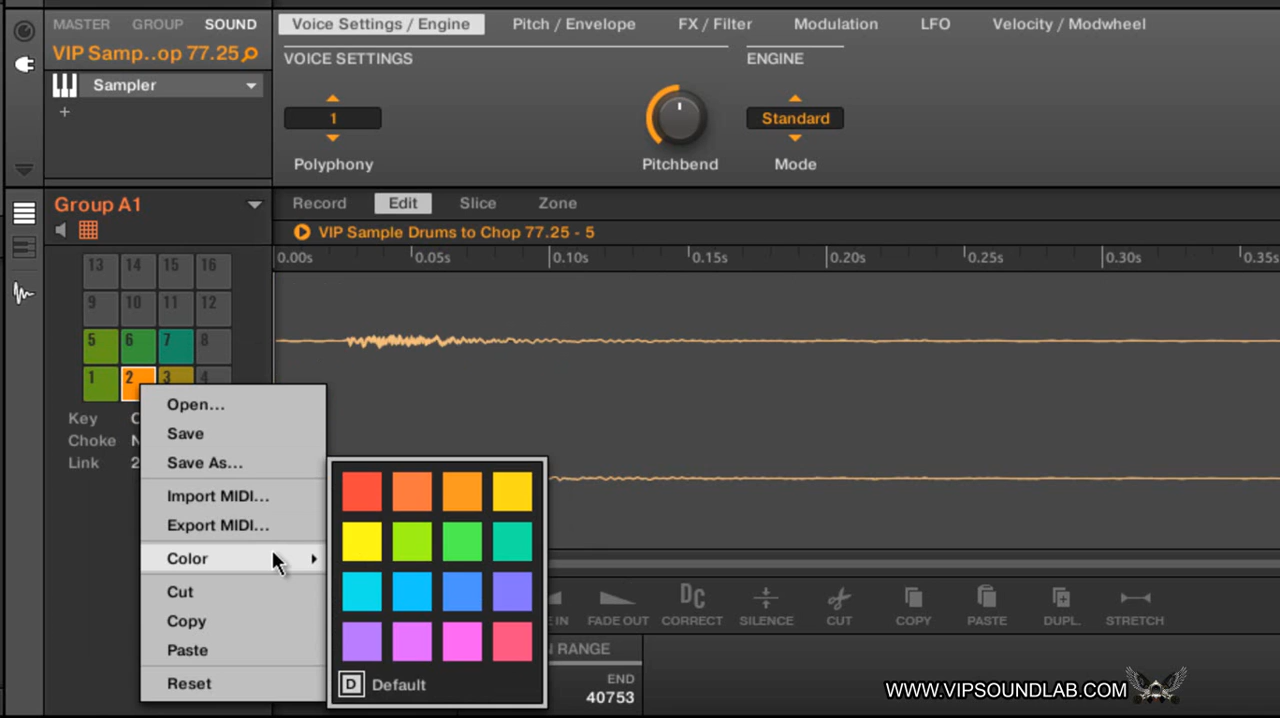 MASTER GROUP SOUND
VIP Samp..op 77.25
Sampler
+
Voice Settings / Engine Pitch / Envelope FX / Filter Modulation LFO Velocity / Modwheel
VOICE SETTINGS ENGINE
1 Standard
Polyphony Pitchbend Mode
Group A1
Record Edit Slice Zone
VIP Sample Drums to Chop 77.25 - 5
0.00s 0.05s 0.10s 0.15s 0.20s 0.25s 0.30s 0.35s
13 14 15 16
9 10 11 12
5 6 7 8
1 2 3 4
Key
Choke
Link 2
Open...
Save
Save As...
Import MIDI...
Export MIDI...
Color
Cut
Copy
Paste
Reset
D Default
FADE OUT DC CORRECT SILENCE CUT COPY PASTE DUPL. STRETCH
RANGE
END
40753
WWW.VIPSOUNDLAB.COM